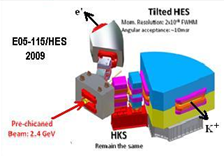 e'
Tilted HES
Mom. Resolution: 2x10⁻⁴ FWHM
Angular acceptance: ~10msr
E05-115/HES
2009
Pre-chicaned
Beam: 2.4 GeV
K⁺
HKS
Remain the same